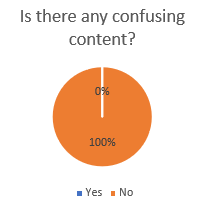 Is there any confusing
content?
0%
100%
Yes No